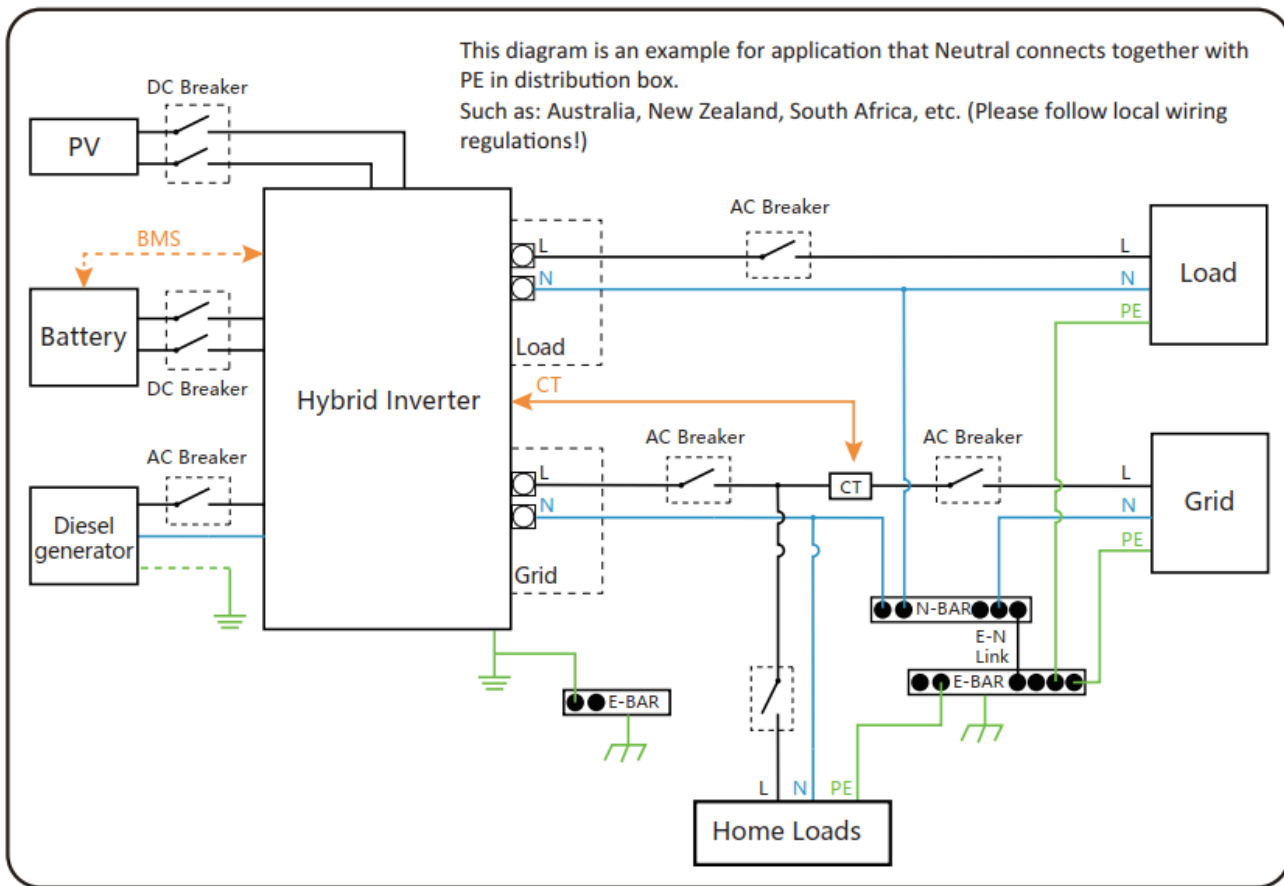 This diagram is an example for application that Neutral connects together with
PE in distribution box.
Such as: Australia, New Zealand, South Africa, etc. (Please follow local wiring
regulations!)
DC Breaker
PV
BMS
Battery
DC Breaker
AC Breaker
Diesel
generator
Hybrid Inverter
L
N
Load
AC Breaker
L
N
PE
Load
CT
L
N
Grid
AC Breaker
CT
AC Breaker
L
N
PE
Grid
N-BAR
E-N
Link
E-BAR
E-BAR
L
N
PE
Home Loads